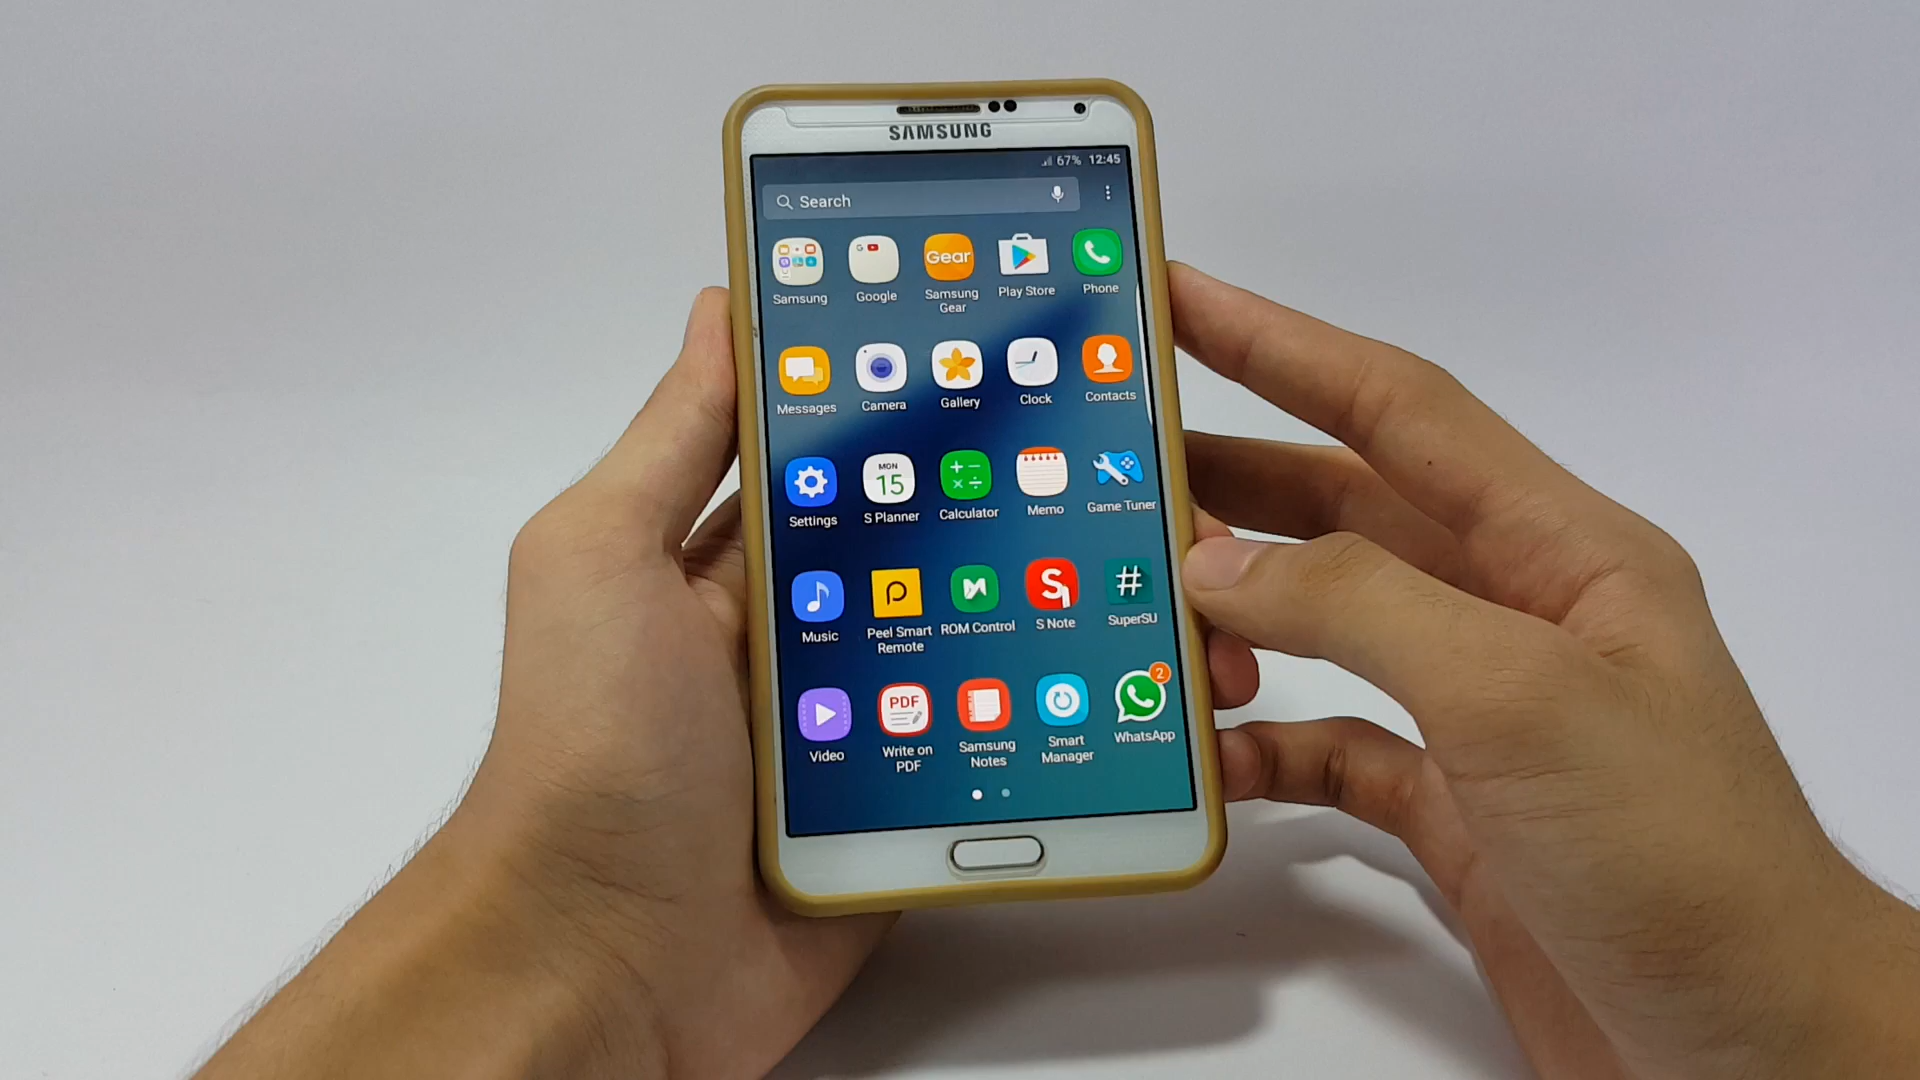 SAMSUNG
67% 12:45
Search
Gear
Samsung Google Samsung Gear Play Store Phone
Messages Camera Gallery Clock Contacts
MON
15
Settings S Planner Calculator Memo Game Tuner
S
#
Music Peel Smart Remote ROM Control S Note SuperSU
2
PDF
Video Write on PDF Samsung Notes Smart Manager WhatsApp